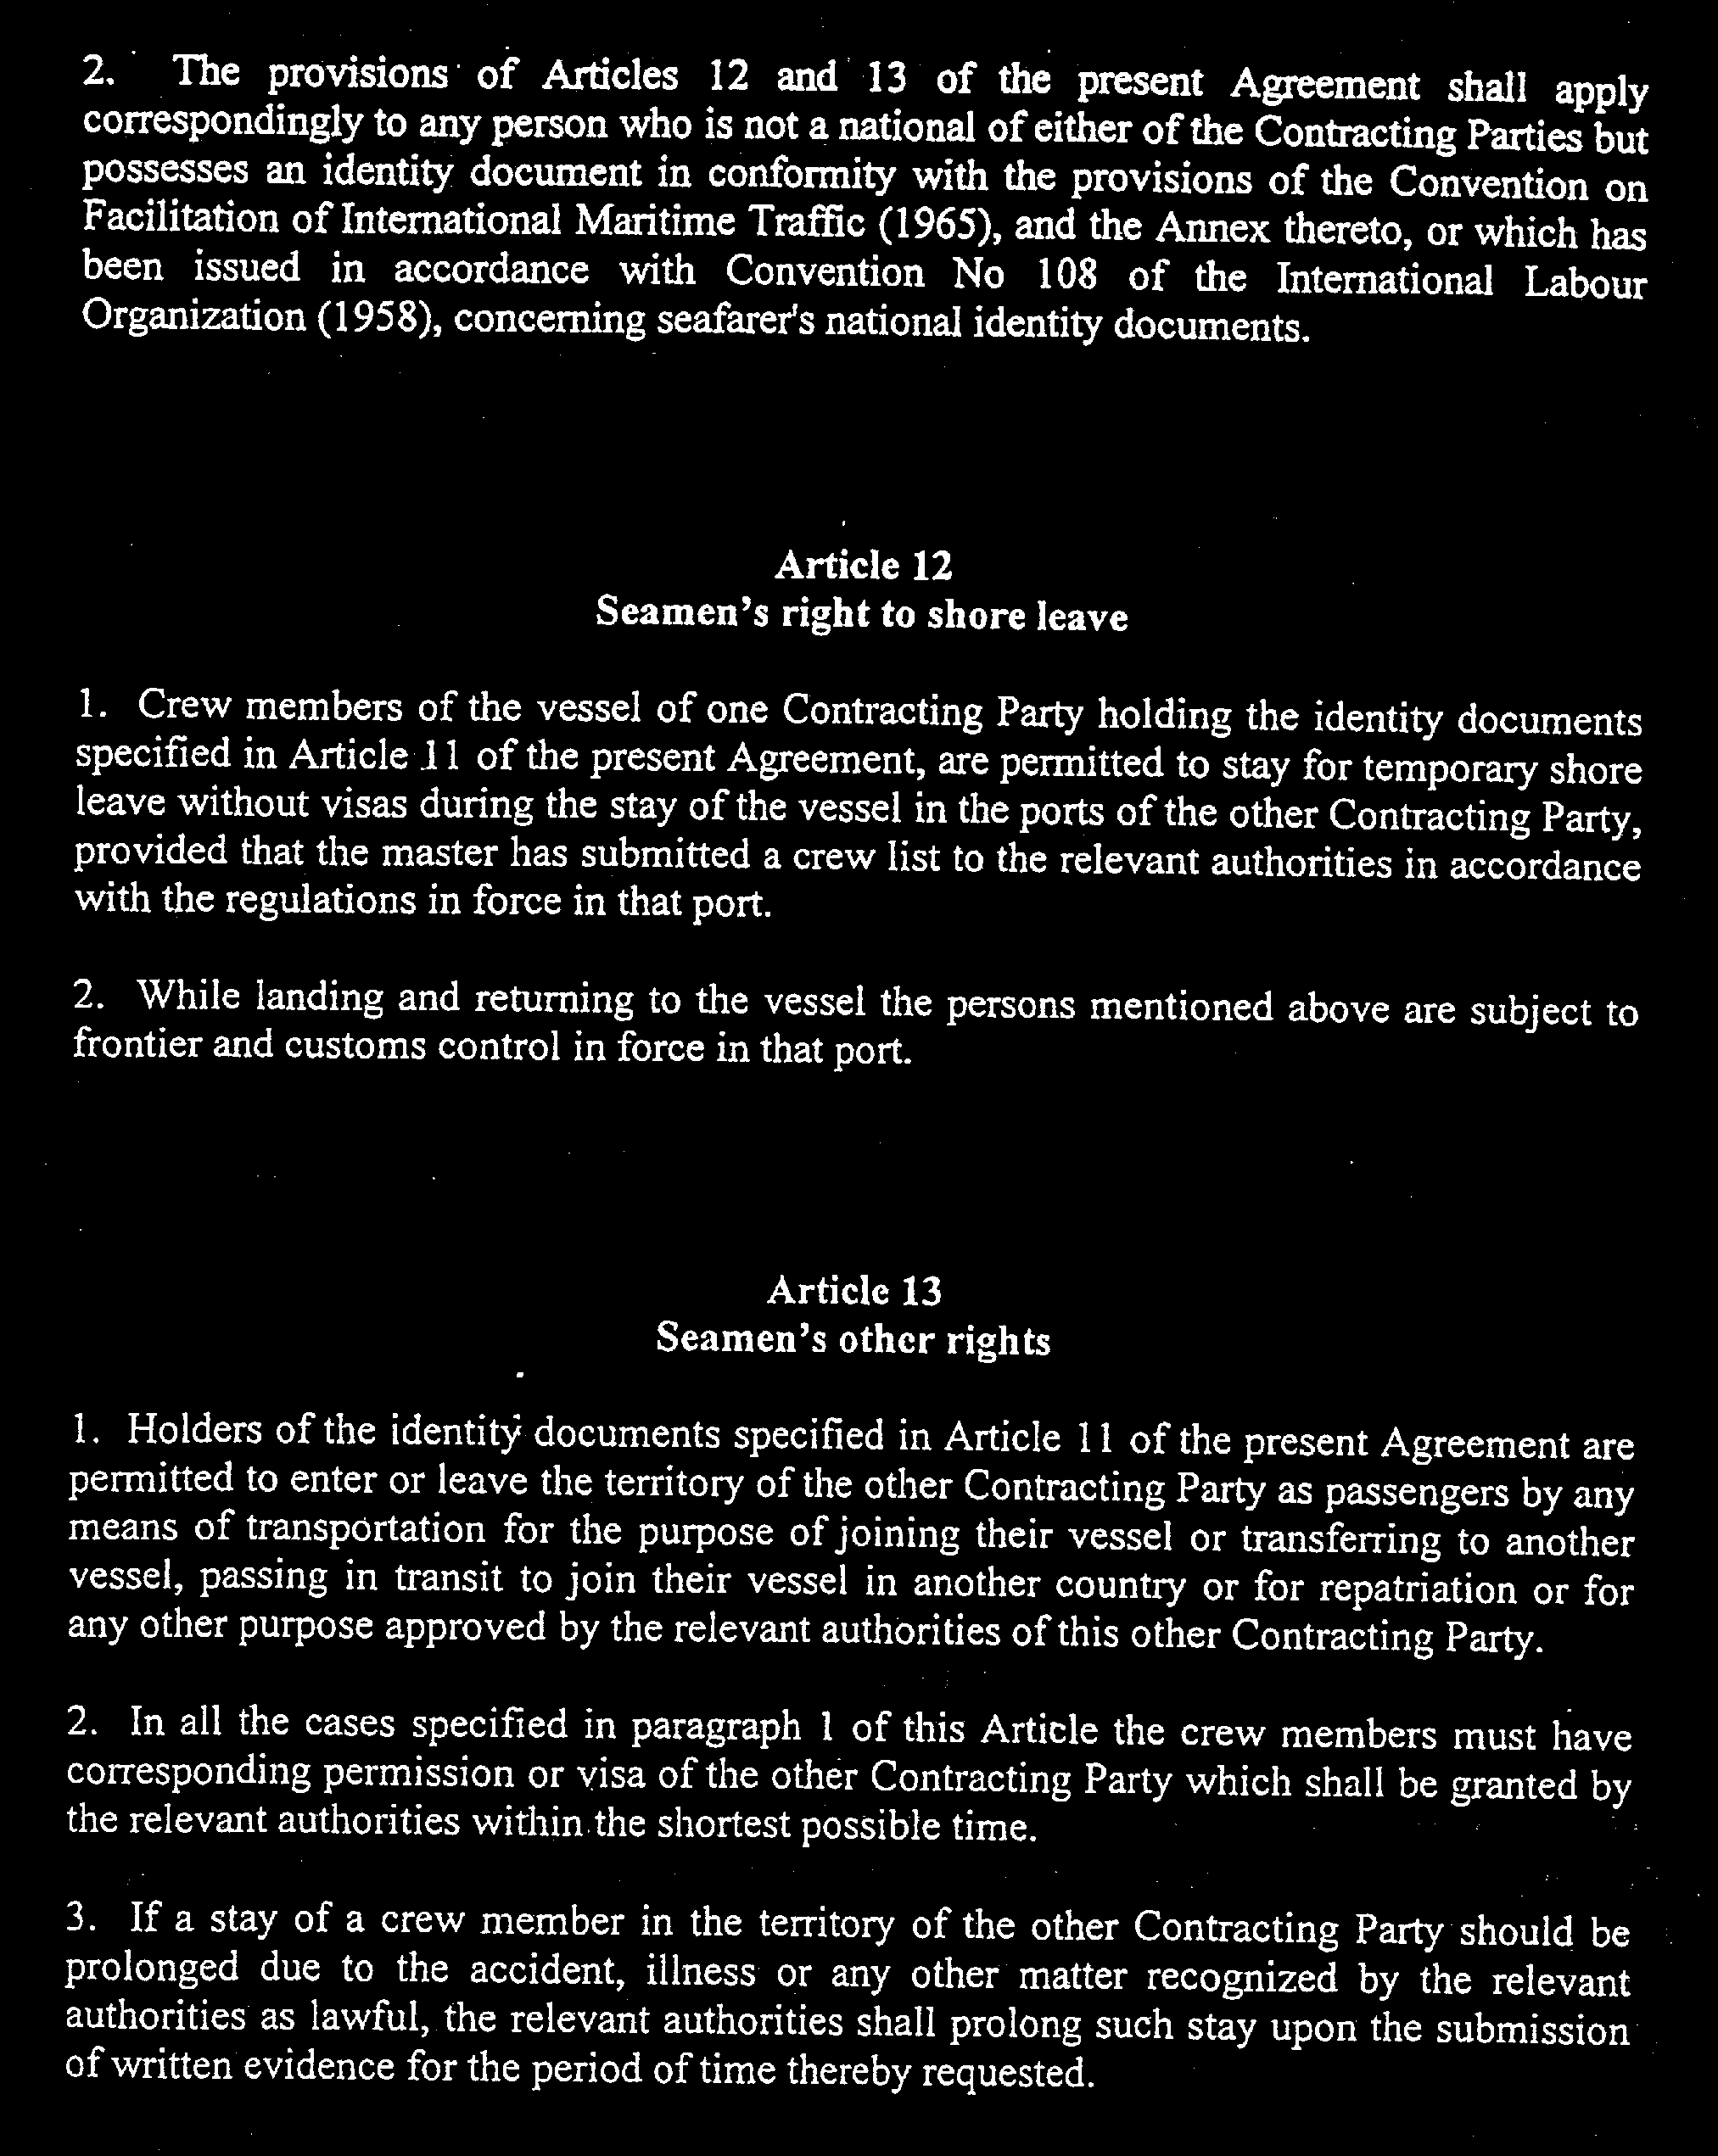 2. The provisions of Articles 12 and 13 of the present Agreement shall apply
correspondingly to any person who is not a national of either of the Contracting Parties but
possesses an identity document in conformity with the provisions of the Convention on
Facilitation of International Maritime Traffic (1965), and the Annex thereto, or which has
been issued in accordance with Convention No 108 of the International Labour
Organization (1958), concerning seafarer's national identity documents.
Article 12
Seamen's right to shore leave
1. Crew members of the vessel of one Contracting Party holding the identity documents
specified in Article 11 of the present Agreement, are permitted to stay for temporary shore
leave without visas during the stay of the vessel in the ports of the other Contracting Party,
provided that the master has submitted a crew list to the relevant authorities in accordance
with the regulations in force in that port.
2. While landing and returning to the vessel the persons mentioned above are subject to
frontier and customs control in force in that port.
Article 13
Seamen's other rights
1. Holders of the identity documents specified in Article 11 of the present Agreement are
permitted to enter or leave the territory of the other Contracting Party as passengers by any
means of transportation for the purpose of joining their vessel or transferring to another
vessel, passing in transit to join their vessel in another country or for repatriation or for
any other purpose approved by the relevant authorities of this other Contracting Party.
2. In all the cases specified in paragraph 1 of this Article the crew members must have
corresponding permission or visa of the other Contracting Party which shall be granted by
the relevant authorities within the shortest possible time.
3. If a stay of a crew member in the territory of the other Contracting Party should be
prolonged due to the accident, illness or any other matter recognized by the relevant
authorities as lawful, the relevant authorities shall prolong such stay upon the submission
of written evidence for the period of time thereby requested.